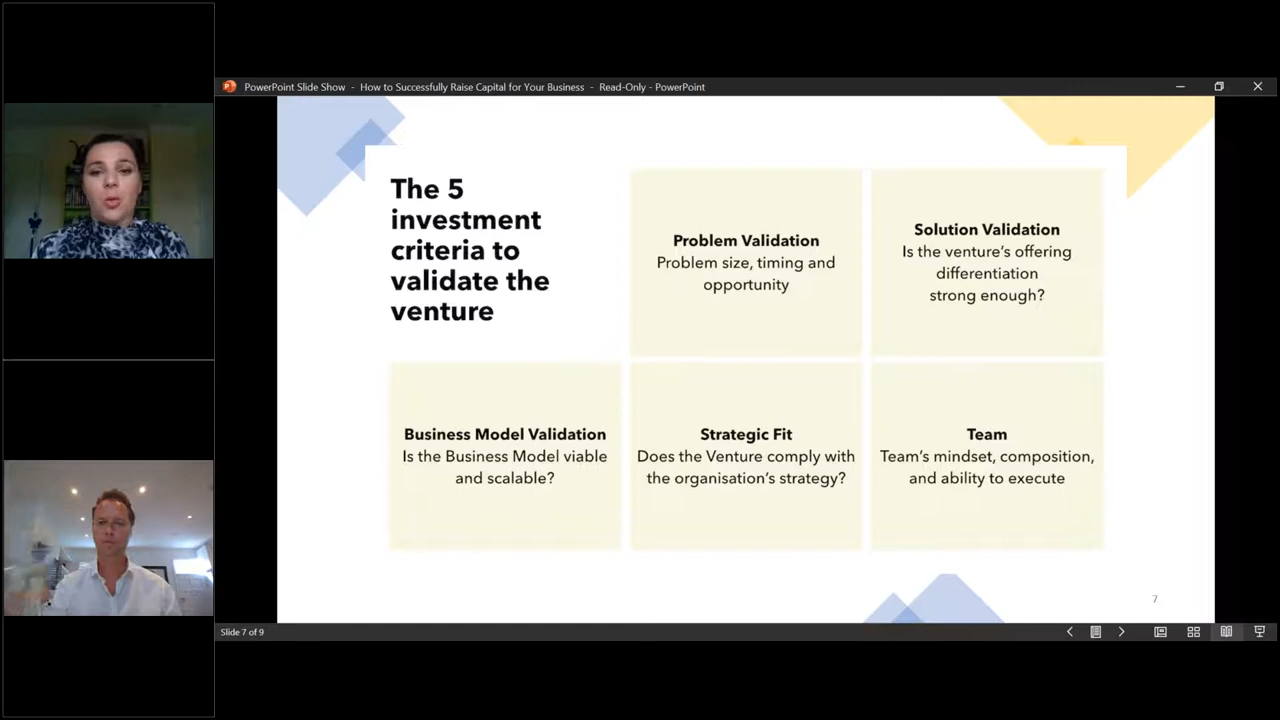 PowerPoint Slide Show - How to Successfully Raise Capital for Your Business - Read-Only - PowerPoint
The 5
investment
criteria to
validate the
venture
Problem Validation
Problem size, timing and
opportunity
Solution Validation
Is the venture’s offering
differentiation
strong enough?
Business Model Validation
Is the Business Model viable
and scalable?
Strategic Fit
Does the Venture comply with
the organisation’s strategy?
Team
Team’s mindset, composition,
and ability to execute
7
Slide 7 of 9